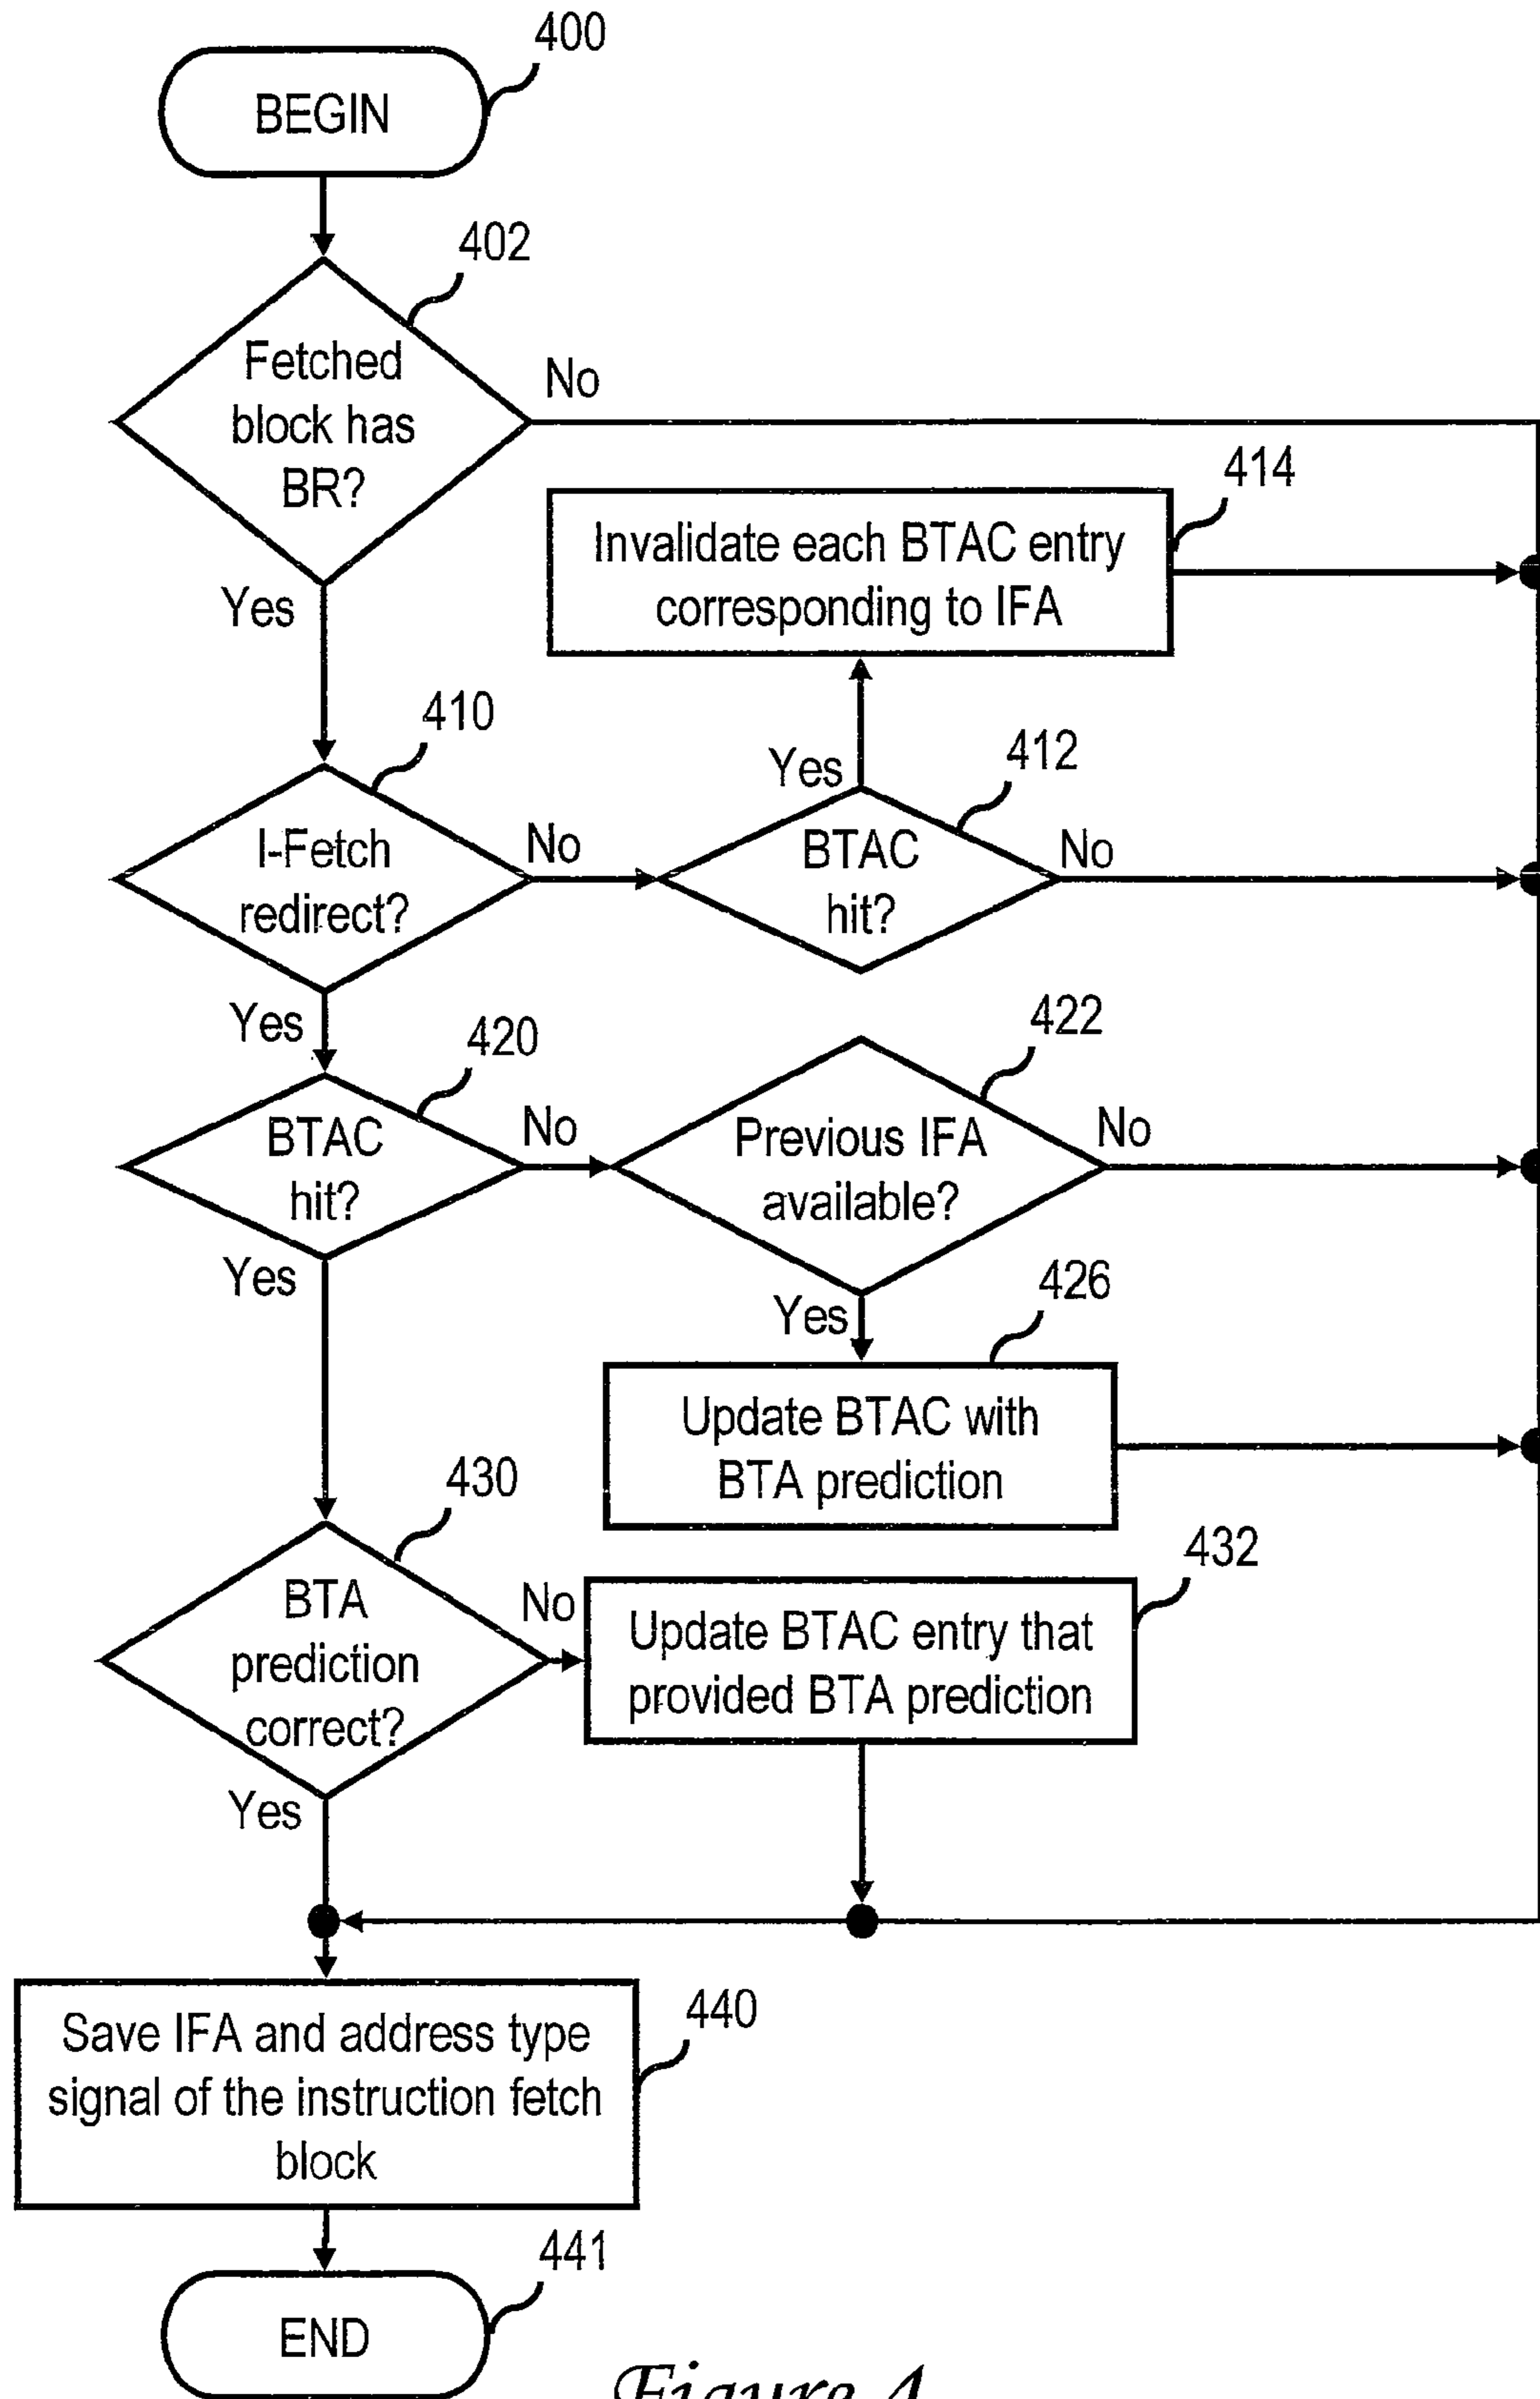 400
BEGIN
402
Fetched
block has
BR?
No
Yes
414
Invalidate each BTAC entry
corresponding to IFA
410
I-Fetch
redirect?
No
Yes
412
BTAC
hit?
Yes
No
420
BTAC
hit?
No
Yes
422
Previous IFA
available?
No
Yes
426
Update BTAC with
BTA prediction
430
BTA
prediction
correct?
No
Yes
432
Update BTAC entry that
provided BTA prediction
440
Save IFA and address type
signal of the instruction fetch
block
441
END
Figure 4